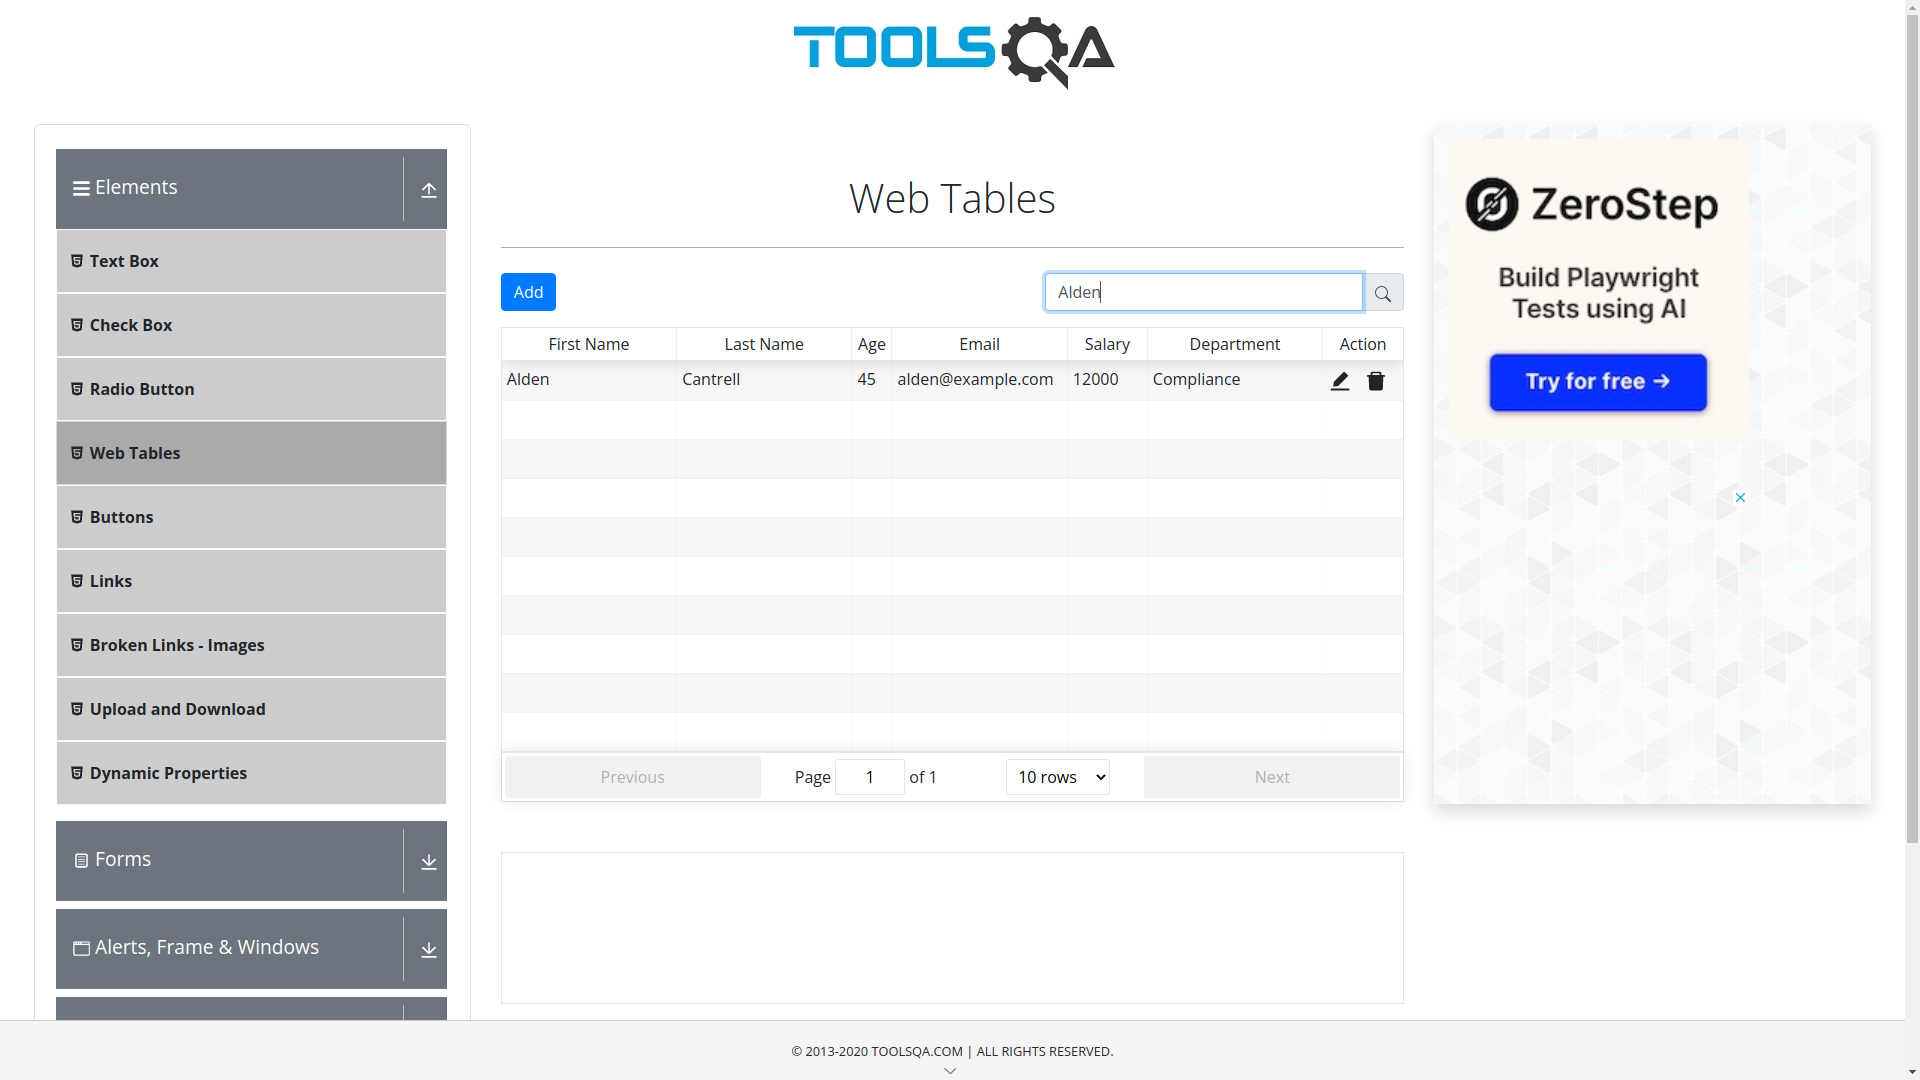 TOOLSQA
Elements
Text Box
Check Box
Radio Button
Web Tables
Buttons
Links
Broken Links - Images
Upload and Download
Dynamic Properties
Forms
Alerts, Frame & Windows
Web Tables
Add
Alden
First Name Last Name Age Email Salary Department Action
Alden Cantrell 45 alden@example.com 12000 Compliance
Previous Page 1 of 1 10 rows Next
ZeroStep
Build Playwright
Tests using AI
Try for free →
© 2013-2020 TOOLSQA.COM | ALL RIGHTS RESERVED.